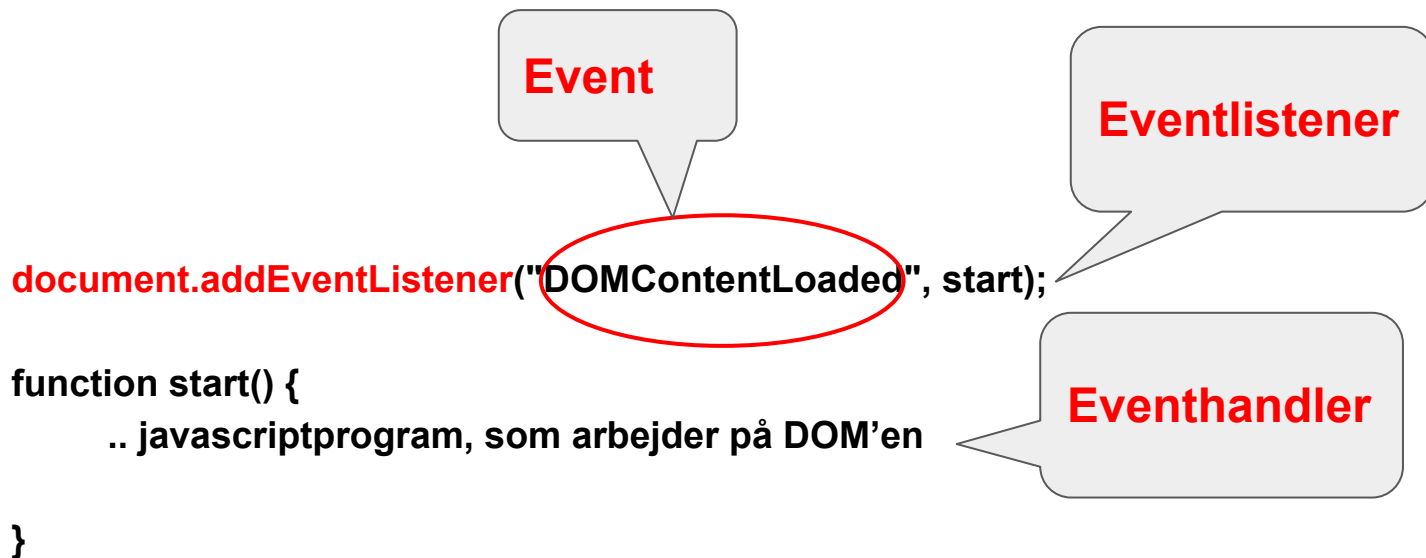 Event
Eventlistener
document.addEventListener("DOMContentLoaded", start);
function start() {
.. javascriptprogram, som arbejder på DOM’en
Eventhandler
}